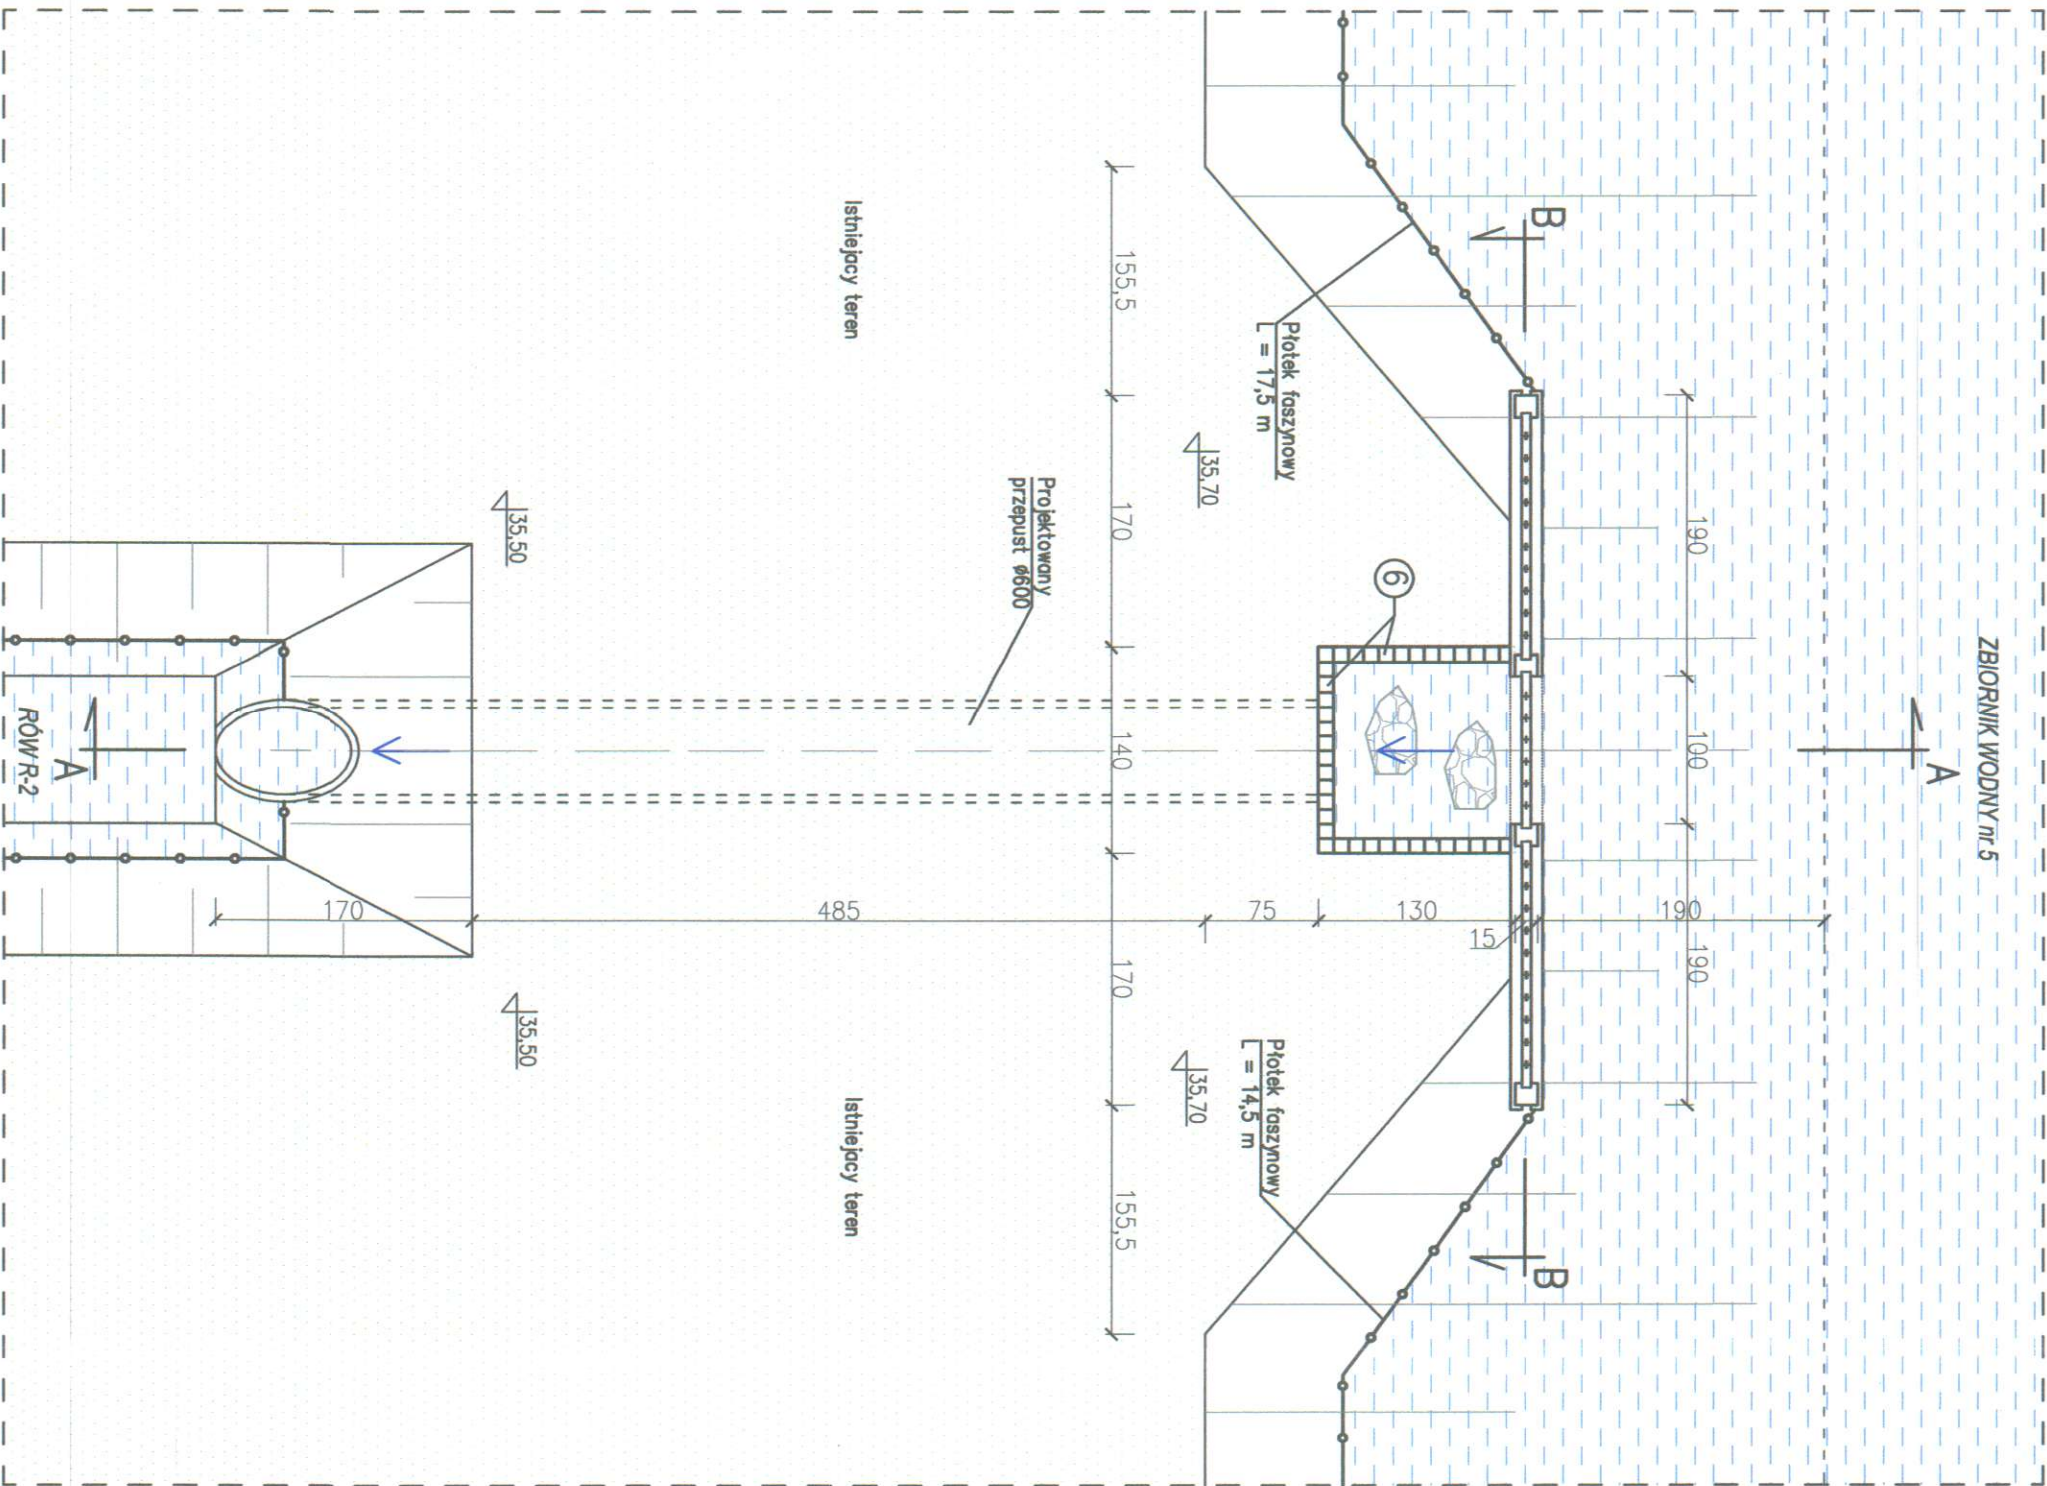 ZBIORNIK WODNY nr 5
A
B
B
190
100
190
190
15
130
75
485
170
Płotek faszynowy
L = 17,5 m
Płotek faszynowy
L = 14,5 m
6
35,70
35,70
155,5
170
140
170
155,5
Projektowany
przepust ø600
Istniejacy teren
Istniejacy teren
35,50
35,50
A
RÓW R-2